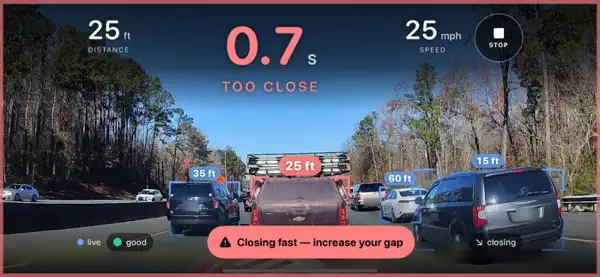 25 ft
DISTANCE
0.7 s
TOO CLOSE
25 mph
SPEED
STOP
35 ft
25 ft
60 ft
15 ft
live
good
Closing fast — increase your gap
closing